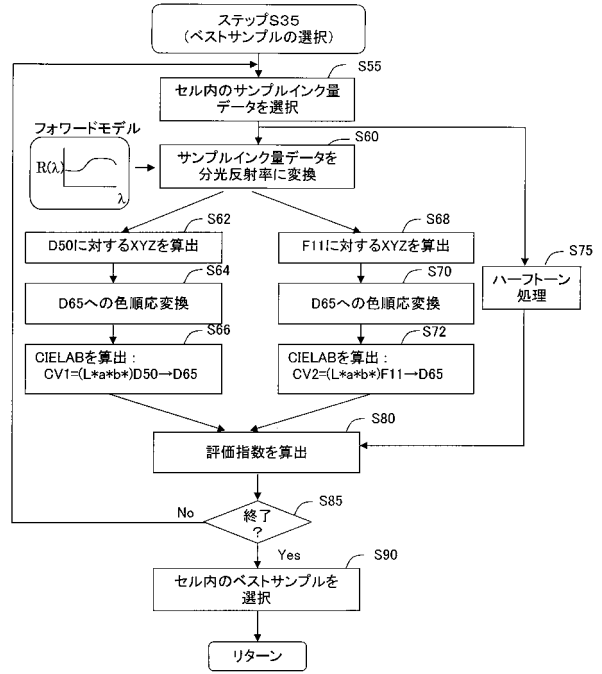 ステップS35
(ベストサンプルの選択)
S55
セル内のサンプルインク量
データを選択
フォワードモデル
R(λ)
λ
S60
サンプルインク量データを
分光反射率に変換
S62
D50に対するXYZを算出
S68
F11に対するXYZを算出
S75
ハーフトーン
処理
S64
D65への色順応変換
S70
D65への色順応変換
S66
CIELABを算出:
CV1=(L*a*b*)D50→D65
S72
CIELABを算出:
CV2=(L*a*b*)F11→D65
S80
評価指数を算出
S85
終了
?
No
Yes
S90
セル内のベストサンプルを
選択
リターン